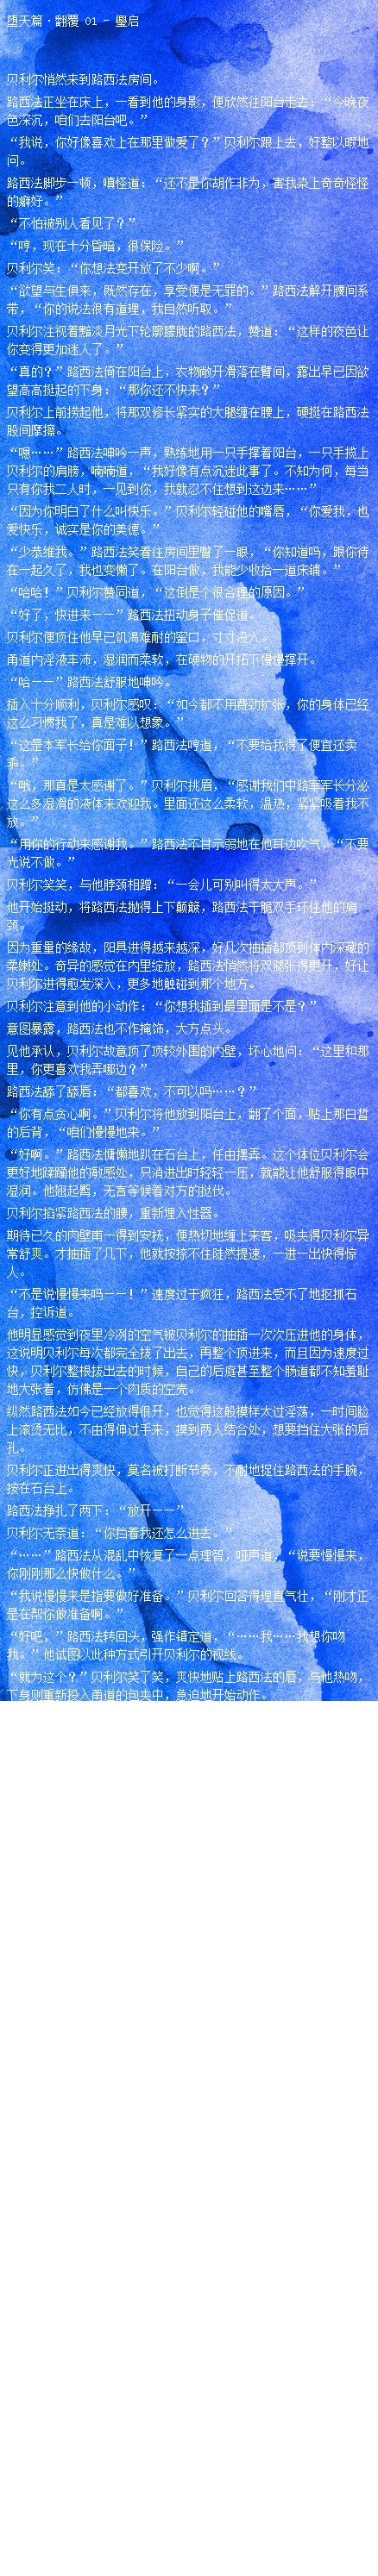 堕天篇·翻覆 01 - 璺启
贝利尔悄然来到路西法房间。
路西法正坐在床上，一看到他的身影，便欣然往阳台走去：“今晚夜
色深沉，咱们去阳台吧。”
“我说，你好像喜欢上在那里做爱了？”贝利尔跟上去，好整以暇地
问。
路西法脚步一顿，嗔怪道：“还不是你胡作非为，害我染上奇奇怪怪
的癖好。”
“不怕被别人看见了？”
“哼，现在十分昏暗，很保险。”
贝利尔笑：“你想法变开放了不少啊。”
“欲望与生俱来，既然存在，享受便是无罪的。”路西法解开腰间系
带，“你的说法很有道理，我自然听取。”
贝利尔注视着黯淡月光下轮廓朦胧的路西法，赞道：“这样的夜色让
你变得更加迷人了。”
“真的？”路西法倚在阳台上，衣物敞开滑落在臂间，露出早已因欲
望高高挺起的下身：“那你还不快来？”
贝利尔上前捞起他，将那双修长紧实的大腿缠在腰上，硬挺在路西法
股间摩擦。
“嗯……”路西法呻吟一声，熟练地用一只手撑着阳台，一只手揽上
贝利尔的肩膀，喃喃道，“我好像有点沉迷此事了。不知为何，每当
只有你我二人时，一见到你，我就忍不住想到这边来……”
“因为你明白了什么叫快乐。”贝利尔轻碰他的嘴唇，“你爱我，也
爱快乐，诚实是你的美德。”
“少恭维我。”路西法笑着往房间里瞥了一眼，“你知道吗，跟你待
在一起久了，我也变懒了。在阳台做，我能少收拾一道床铺。”
“哈哈！”贝利尔赞同道，“这倒是个很合理的原因。”
“好了，快进来——”路西法扭动身子催促道。
贝利尔便顶住他早已饥渴难耐的蜜口，寸寸没入。
甬道内淫液丰沛，湿润而柔软，在硬物的开拓下慢慢撑开。
“哈——”路西法舒服地呻吟。
插入十分顺利，贝利尔感叹：“如今都不用费劲扩张，你的身体已经
这么习惯我了，真是难以想象。”
“这是本军长给你面子！”路西法哼道，“不要给我得了便宜还卖
乖。”
“哦，那真是太感谢了。”贝利尔挑眉，“感谢我们中路军军长分泌
这么多湿滑的液体来欢迎我。里面还这么柔软，温热，紧紧吸着我不
放。”
“用你的行动来感谢我。”路西法不甘示弱地在他耳边吹气，“不要
光说不做。”
贝利尔笑笑，与他脖颈相蹭：“一会儿可别叫得太大声。”
他开始挺动，将路西法抛得上下颠簸，路西法干脆双手环住他的肩
颈。
因为重量的缘故，阳具进得越来越深，好几次抽插都顶到体内深藏的
柔嫩处。奇异的感觉在内里绽放，路西法悄然将双腿张得更开，好让
贝利尔进得愈发深入，更多地触碰到那个地方。
贝利尔注意到他的小动作：“你想我插到最里面是不是？”
意图暴露，路西法也不作掩饰，大方点头。
见他承认，贝利尔故意顶了顶较外围的内壁，坏心地问：“这里和那
里，你更喜欢我弄哪边？”
路西法舔了舔唇：“都喜欢，不可以吗……？”
“你有点贪心啊。”贝利尔将他放到阳台上，翻了个面，贴上那白皙
的后背，“咱们慢慢地来。”
“好啊。”路西法慵懒地趴在石台上，任由摆弄。这个体位贝利尔会
更好地蹂躏他的敏感处，只消进出时轻轻一压，就能让他舒服得眼中
湿润。他翘起臀，无言等候着对方的挞伐。
贝利尔掐紧路西法的腰，重新埋入性器。
期待已久的肉壁甫一得到安抚，便热切地缠上来客，吸夹得贝利尔异
常舒爽。才抽插了几下，他就按捺不住陡然提速，一进一出快得惊
人。
“不是说慢慢来吗——！”速度过于疯狂，路西法受不了地抠抓石
台，控诉道。
他明显感觉到夜里冷冽的空气被贝利尔的抽插一次次压进他的身体，
这说明贝利尔每次都完全拔了出去，再整个顶进来，而且因为速度过
快，贝利尔整根拔出去的时候，自己的后庭甚至整个肠道都不知羞耻
地大张着，仿佛是一个肉质的空壳。
纵然路西法如今已经放得很开，也觉得这般模样太过淫荡，一时间脸
上滚烫无比，不由得伸过手来，摸到两人结合处，想要挡住大张的后
孔。
贝利尔正进出得爽快，莫名被打断节奏，不耐地捉住路西法的手腕，
按在石台上。
路西法挣扎了两下：“放开——”
贝利尔无奈道：“你挡着我还怎么进去。”
“……”路西法从混乱中恢复了一点理智，哑声道，“说要慢慢来，
你刚刚那么快做什么。”
“我说慢慢来是指要做好准备。”贝利尔回答得理直气壮，“刚才正
是在帮你做准备啊。”
“好吧，”路西法转回头，强作镇定道，“……我……我想你吻
我。”他试图以此种方式引开贝利尔的视线。
“就为这个？”贝利尔笑了笑，爽快地贴上路西法的唇，与他热吻，
下身则重新投入甬道的包夹中，急迫地开始动作。